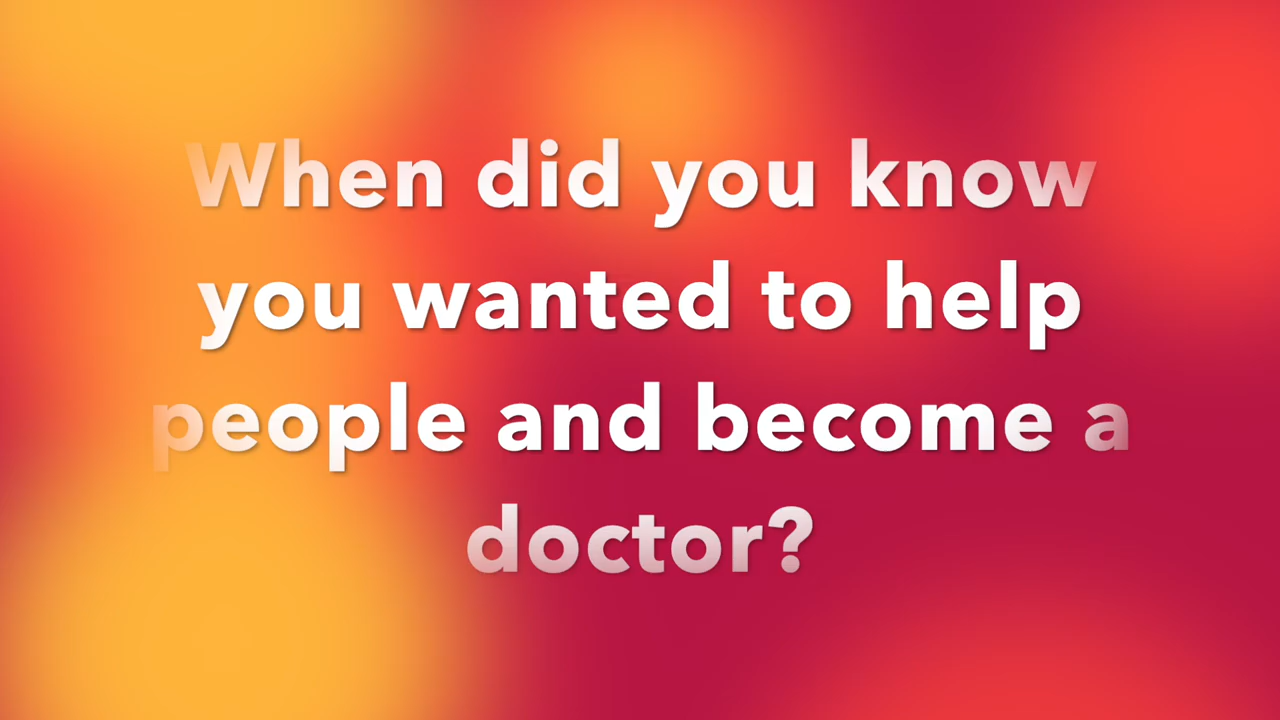 When did you know
you wanted to help
people and become a
doctor?